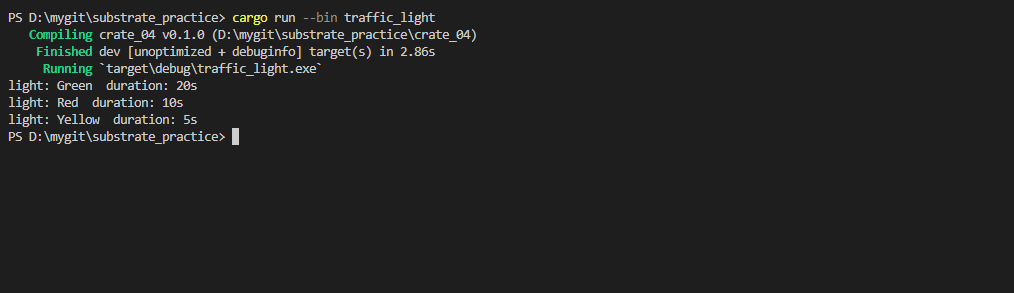 PS D:\mygit\substrate_practice> cargo run --bin traffic_light
   Compiling crate_04 v0.1.0 (D:\mygit\substrate_practice\crate_04)
    Finished dev [unoptimized + debuginfo] target(s) in 2.86s
     Running `target\debug\traffic_light.exe`
light: Green  duration: 20s
light: Red  duration: 10s
light: Yellow  duration: 5s
PS D:\mygit\substrate_practice>